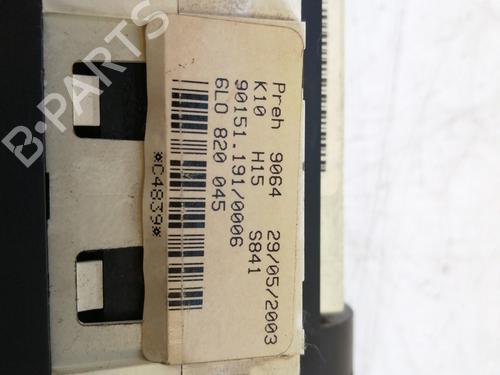 Preh 9064 29/05/2003
K10 H15 S841
90151.191/0006
6L0 820 045
*C4839*
B-PARTS